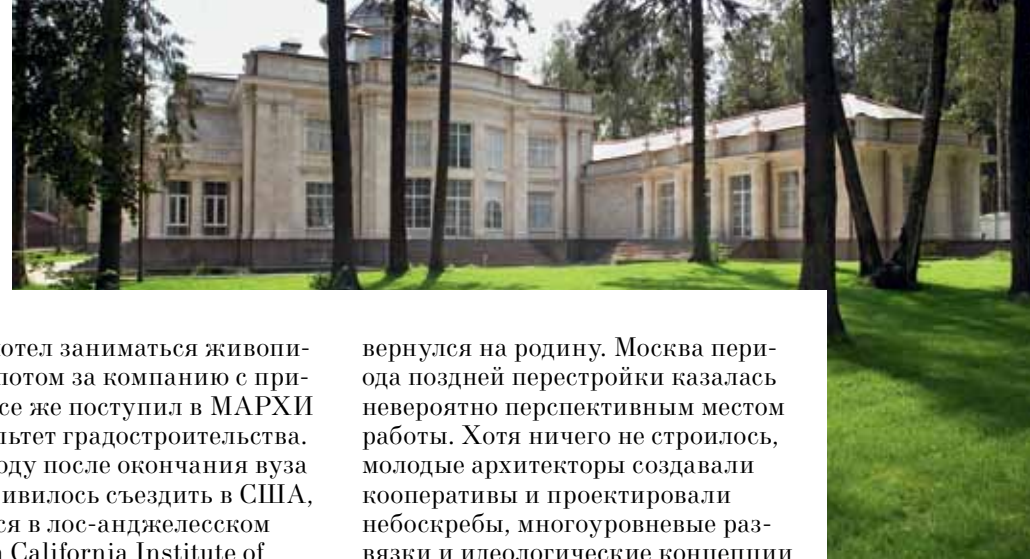 отел заниматься живопи-
потом за компанию с при-
се же поступил в МАРХИ
льтет градостроительства.
оду после окончания вуза
ивилось съездить в США,
ся в лос-анджелесском
California Institute of
вернулся на родину. Москва пери-
ода поздней перестройки казалась
невероятно перспективным местом
работы. Хотя ничего не строилось,
молодые архитекторы создавали
кооперативы и проектировали
небоскребы, многоуровневые раз-
вязки и идеологические концепции